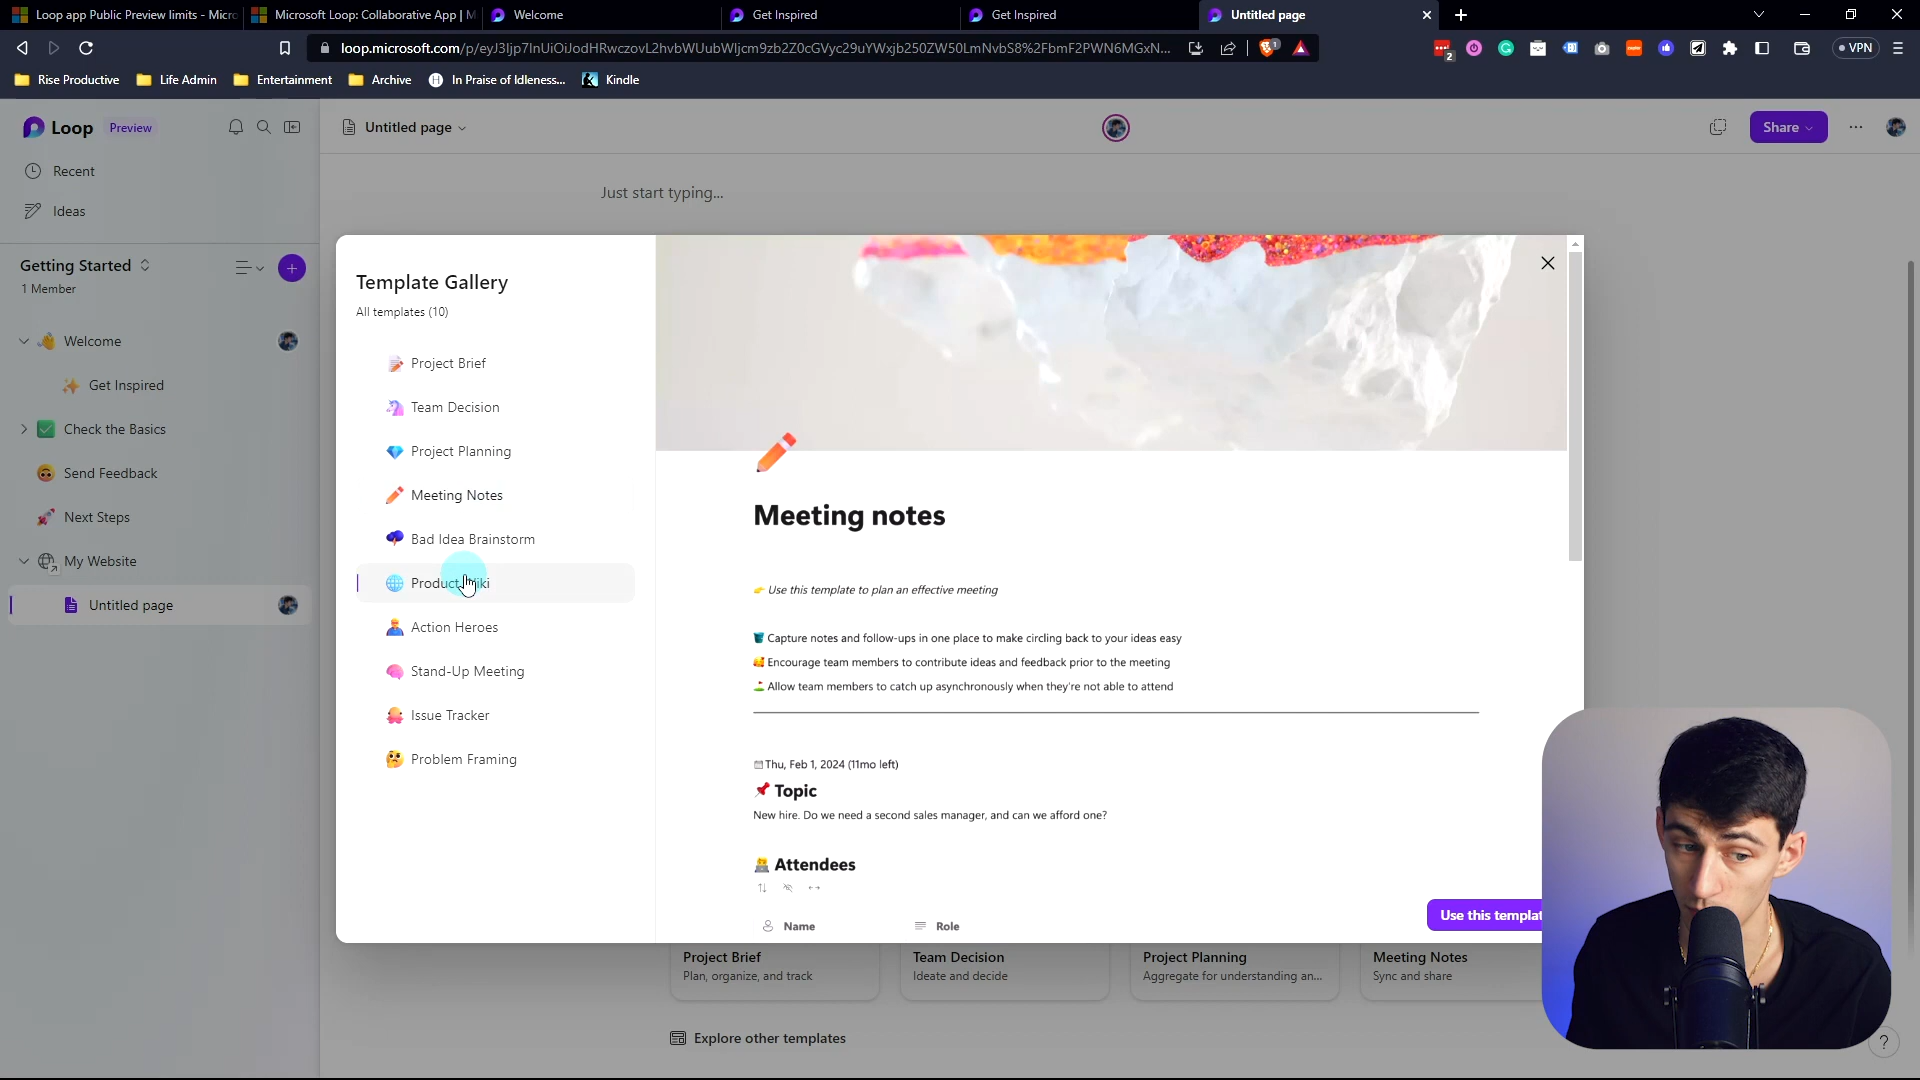 Loop app Public Preview limits - Micro
Microsoft Loop: Collaborative App | M
Welcome
Get Inspired
Get Inspired
Untitled page
loop.microsoft.com
2
1
VPN
Rise Productive
Life Admin
Entertainment
Archive
In Praise of Idleness...
Kindle
Loop
Preview
Recent
Ideas
Getting Started
1 Member
Welcome
Get Inspired
Check the Basics
Send Feedback
Next Steps
My Website
Untitled page
Untitled page
Share
Just start typing...
Template Gallery
All templates (10)
Project Brief
Team Decision
Project Planning
Meeting Notes
Bad Idea Brainstorm
Action Heroes
Stand-Up Meeting
Issue Tracker
Problem Framing
Meeting notes
Use this template to plan an effective meeting
Capture notes and follow-ups in one place to make circling back to your ideas easy
Encourage team members to contribute ideas and feedback prior to the meeting
Allow team members to catch up asynchronously when they're not able to attend
Thu, Feb 1, 2024 (11mo left)
Topic
New hire. Do we need a second sales manager, and can we afford one?
Attendees
Name
Role
Use this templat
Project Brief
Plan, organize, and track
Team Decision
Ideate and decide
Project Planning
Aggregate for understanding an...
Meeting Notes
Sync and share
Explore other templates
?